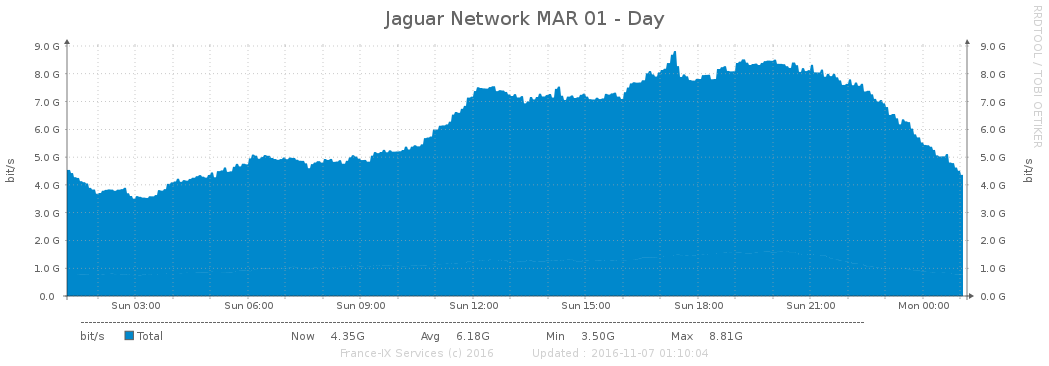 Jaguar Network MAR 01 - Day
RRDTOOL / TOBI OETIKER
bit/s
bit/s
9.0 G 9.0 G
8.0 G 8.0 G
7.0 G 7.0 G
6.0 G 6.0 G
5.0 G 5.0 G
4.0 G 4.0 G
3.0 G 3.0 G
2.0 G 2.0 G
1.0 G 1.0 G
0.0 0.0 G
Sun 03:00 Sun 06:00 Sun 09:00 Sun 12:00 Sun 15:00 Sun 18:00 Sun 21:00 Mon 00:00
bit/s Total Now 4.35G Avg 6.18G Min 3.50G Max 8.81G
France-IX Services (c) 2016 Updated : 2016-11-07 01:10:04